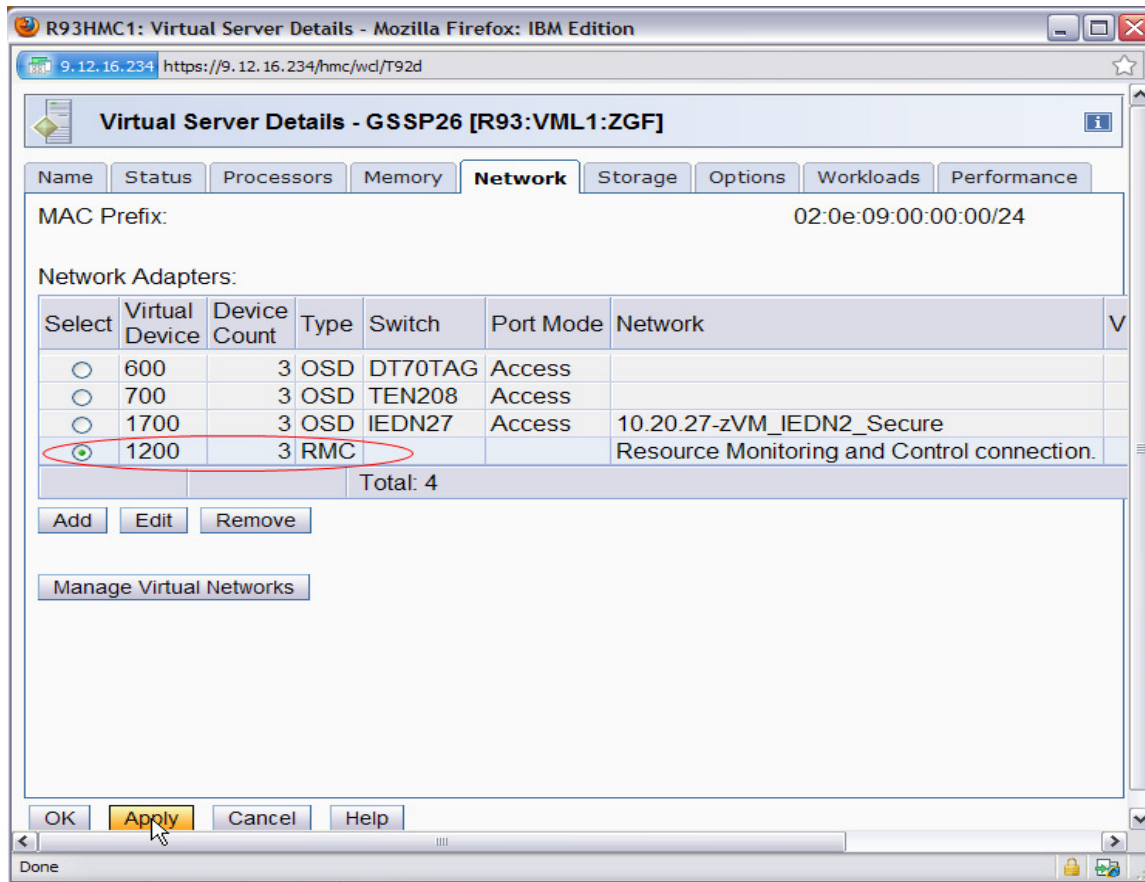 R93HMC1: Virtual Server Details - Mozilla Firefox: IBM Edition
9.12.16.234 https://9.12.16.234/hmc/wcl/T92d
Virtual Server Details - GSSP26 [R93:VML1:ZGF]
Name Status Processors Memory Network Storage Options Workloads Performance
MAC Prefix: 02:0e:09:00:00:00/24
Network Adapters:
Select Virtual Device Device Count Type Switch Port Mode Network V
600 3 OSD DT70TAG Access
700 3 OSD TEN208 Access
1700 3 OSD IEDN27 Access 10.20.27-zVM_IEDN2_Secure
1200 3 RMC Resource Monitoring and Control connection.
Total: 4
Add Edit Remove
Manage Virtual Networks
OK Apply Cancel Help
Done